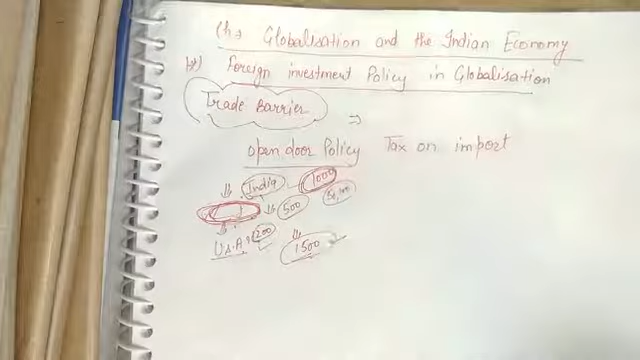 Ch:- Globalisation and the Indian Economy
Foreign investment Policy in Globalisation
Trade Barrier ⇒
open door Policy Tax on import
India 1000
500
U.S.A 200 1500